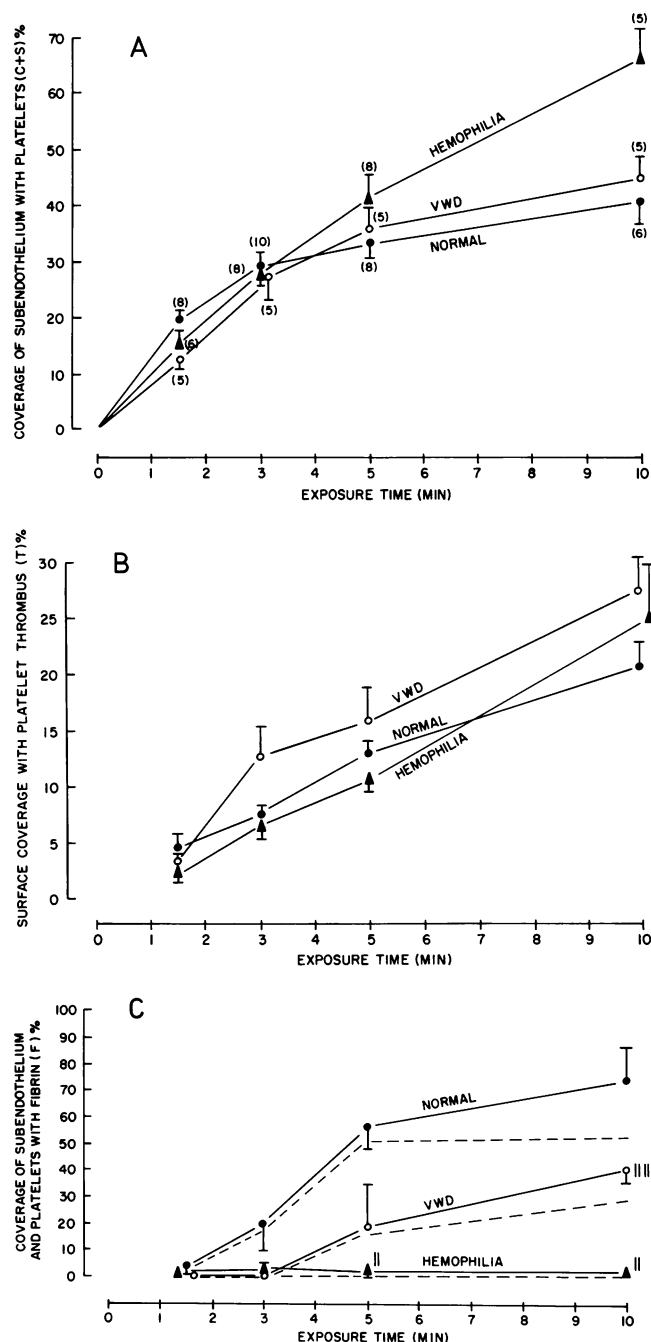 A
COVERAGE OF SUBENDOTHELIUM WITH PLATELETS (C+S) %
70
60
50
40
30
20
10
0
(5)
HEMOPHILIA
(8)
(5)
(5)
VWD
(10)
NORMAL
(8)
(8)
(6)
(8)
(5)
(6)
(5)
0 1 2 3 4 5 6 7 8 9 10
EXPOSURE TIME (MIN)
B
SURFACE COVERAGE WITH PLATELET THROMBUS (T) %
30
25
20
15
10
5
0
VWD
NORMAL
HEMOPHILIA
0 1 2 3 4 5 6 7 8 9 10
EXPOSURE TIME (MIN)
C
COVERAGE OF SUBENDOTHELIUM
AND PLATELETS WITH FIBRIN (F) %
100
90
80
70
60
50
40
30
20
10
0
NORMAL
VWD
||||
||
HEMOPHILIA
||
0 1 2 3 4 5 6 7 8 9 10
EXPOSURE TIME (MIN)